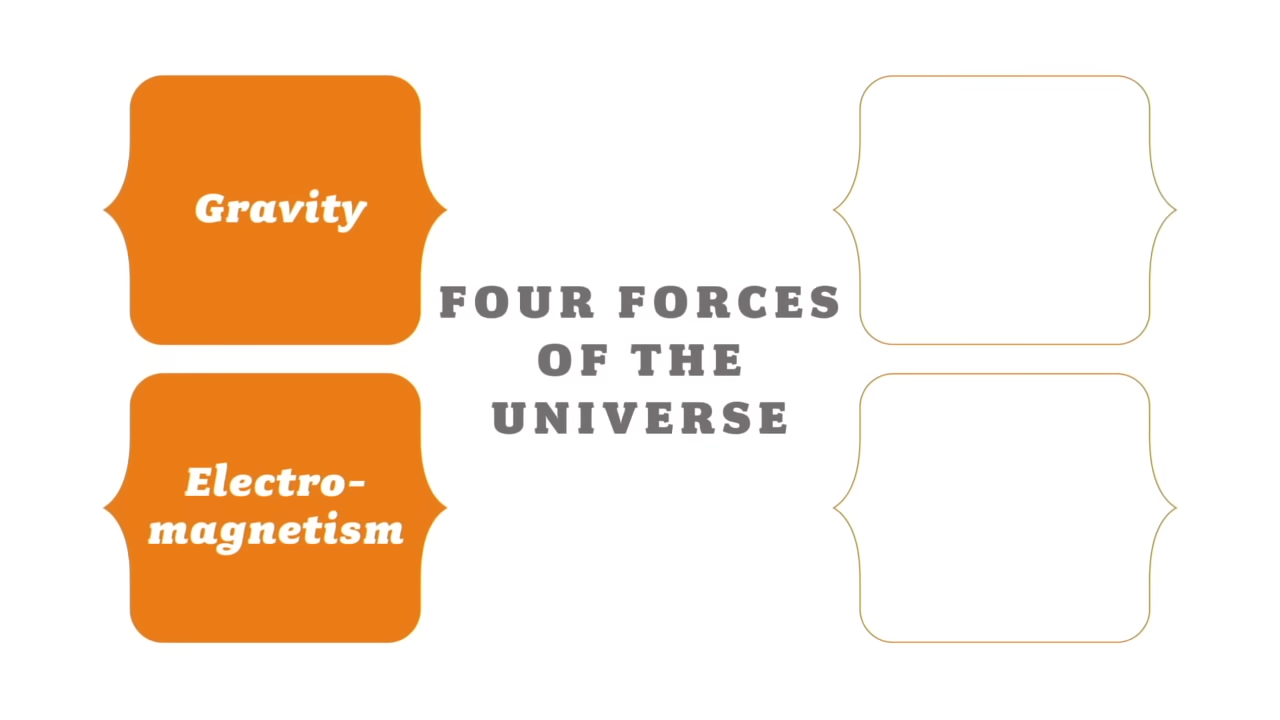 Gravity
FOUR FORCES
OF THE
UNIVERSE
Electro-
magnetism